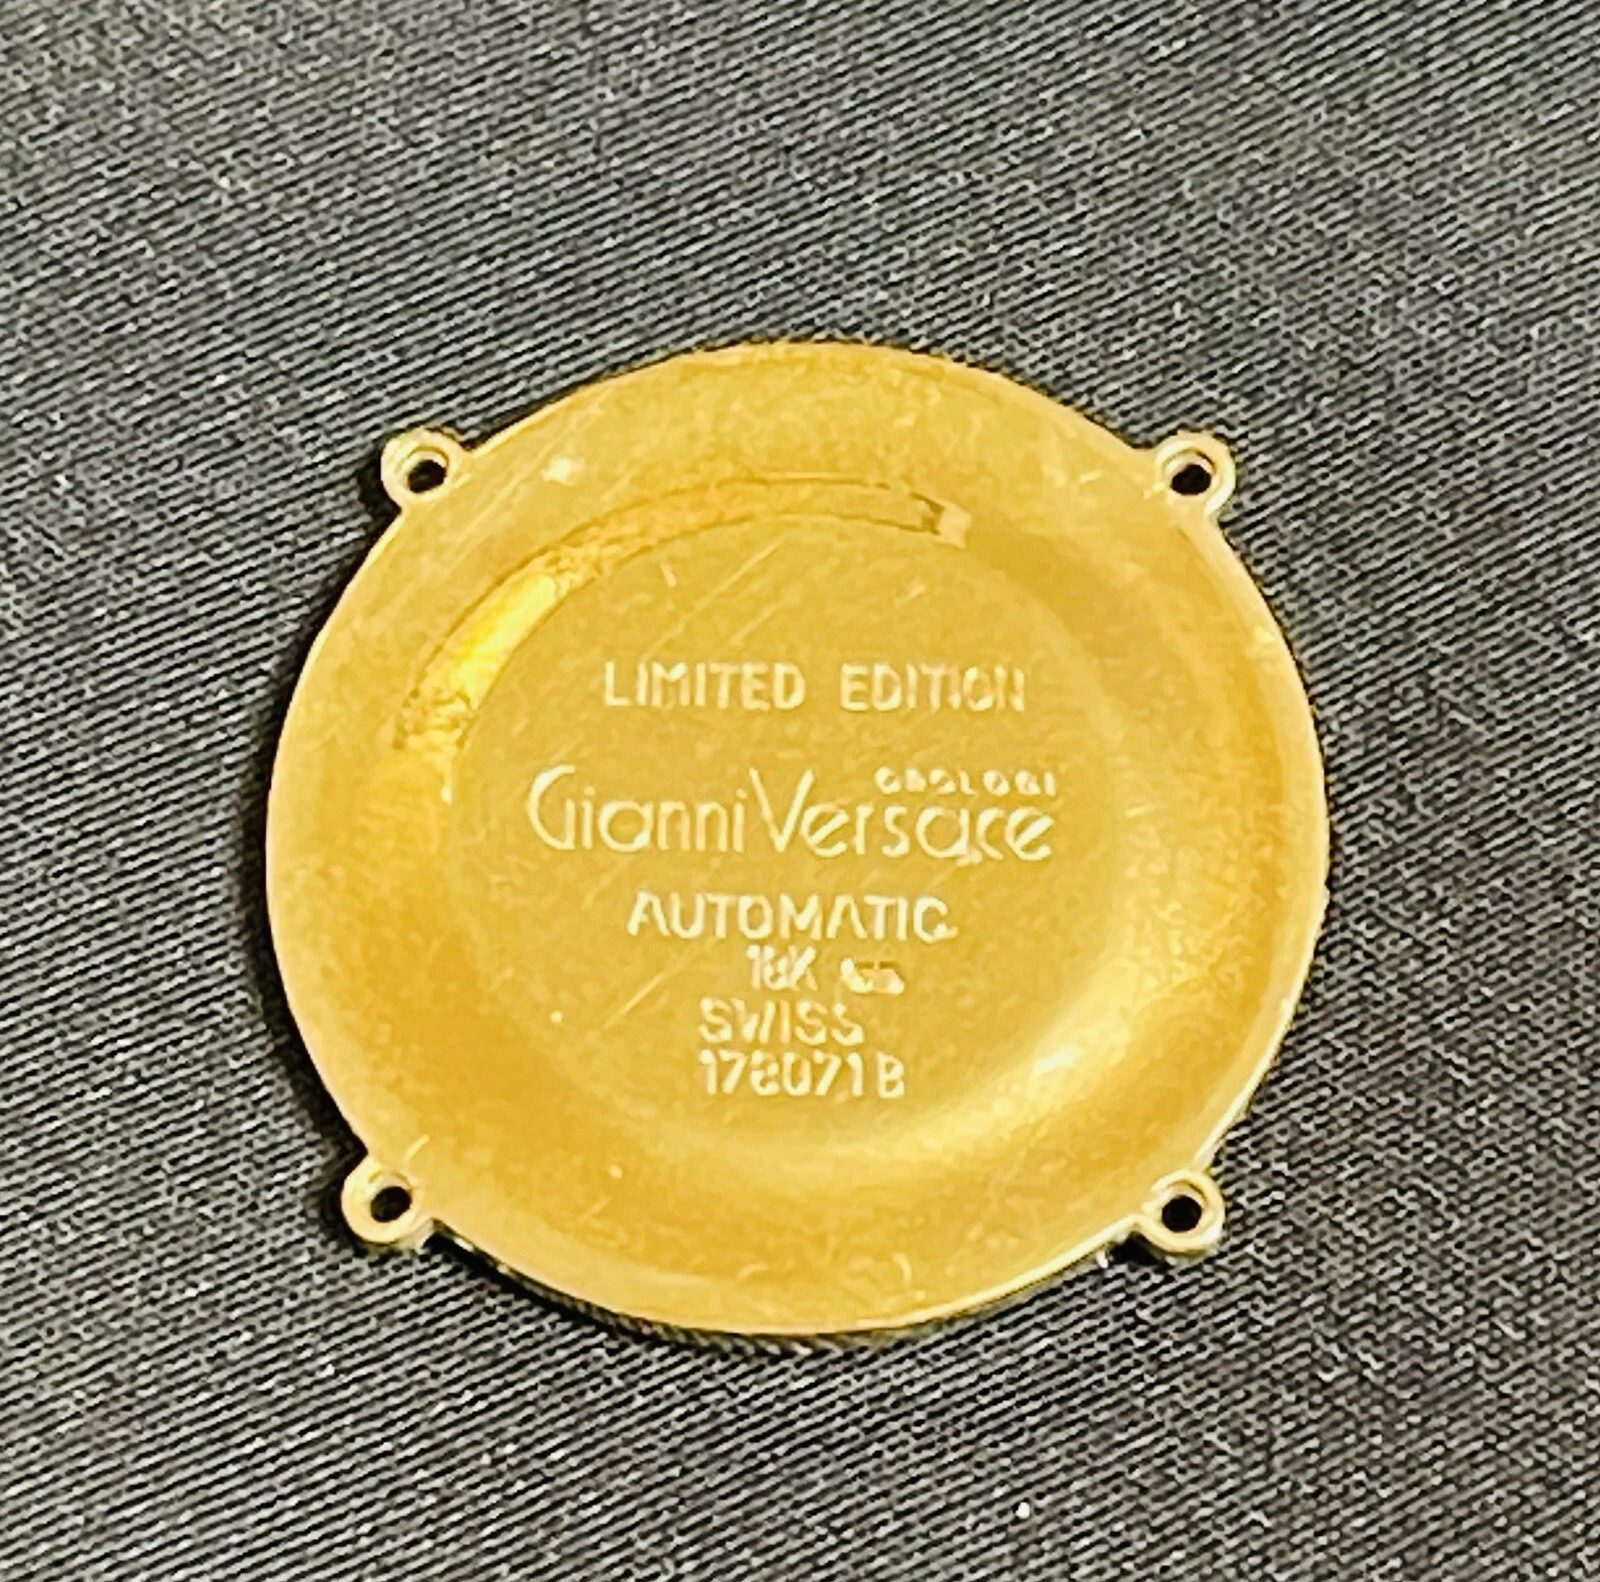 LIMITED EDITION
OROLOGI
Gianni Versace
AUTOMATIC
18K
SWISS
178071B